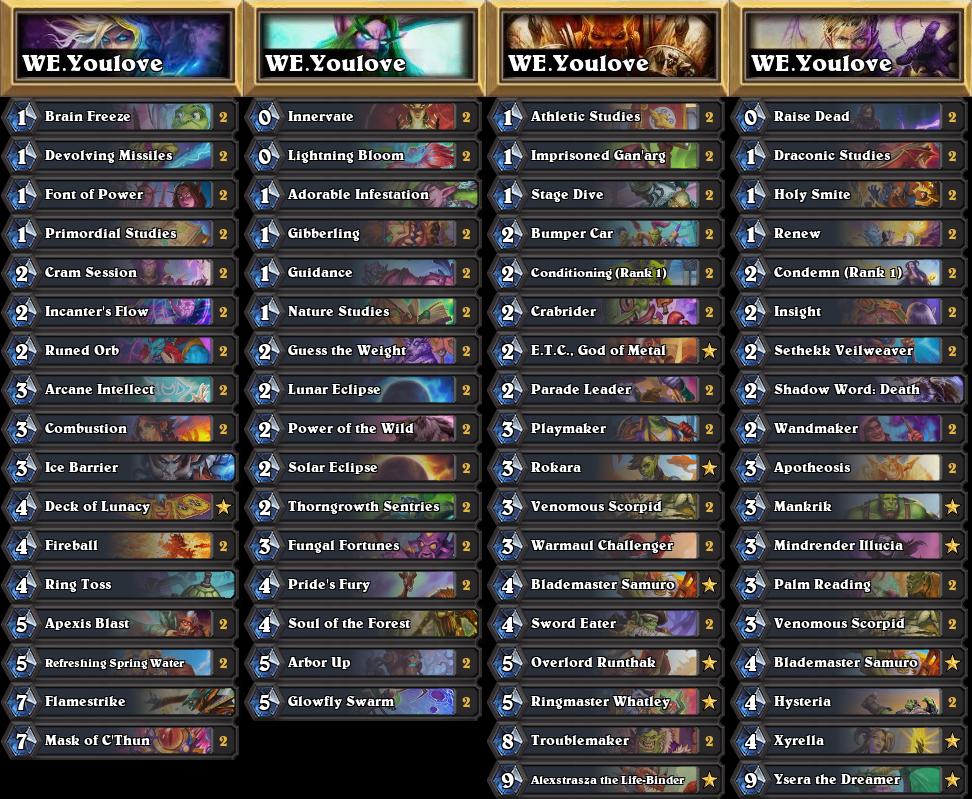 WE.Youlove
1 Brain Freeze 2
1 Devolving Missiles 2
1 Font of Power 2
1 Primordial Studies 2
2 Cram Session 2
2 Incanter's Flow 2
2 Runed Orb 2
3 Arcane Intellect 2
3 Combustion 2
3 Ice Barrier
4 Deck of Lunacy
4 Fireball 2
4 Ring Toss
5 Apexis Blast 2
5 Refreshing Spring Water 2
7 Flamestrike
7 Mask of C'Thun 2
WE.Youlove
0 Innervate 2
0 Lightning Bloom 2
1 Adorable Infestation
1 Gibberling 2
1 Guidance 2
1 Nature Studies 2
2 Guess the Weight 2
2 Lunar Eclipse 2
2 Power of the Wild 2
2 Solar Eclipse 2
2 Thorngrowth Sentries 2
3 Fungal Fortunes 2
4 Pride's Fury 2
4 Soul of the Forest
5 Arbor Up 2
5 Glowfly Swarm 2
WE.Youlove
1 Athletic Studies 2
1 Imprisoned Gan'arg 2
1 Stage Dive 2
2 Bumper Car 2
2 Conditioning (Rank 1) 2
2 Crabrider 2
2 E.T.C., God of Metal
2 Parade Leader 2
3 Playmaker 2
3 Rokara
3 Venomous Scorpid 2
3 Warmaul Challenger 2
4 Blademaster Samuro
4 Sword Eater 2
5 Overlord Runthak
5 Ringmaster Whatley
8 Troublemaker 2
9 Alexstrasza the Life-Binder
WE.Youlove
0 Raise Dead 2
1 Draconic Studies 2
1 Holy Smite 2
1 Renew 2
2 Condemn (Rank 1) 2
2 Insight 2
2 Sethekk Veilweaver 2
2 Shadow Word: Death
2 Wandmaker 2
3 Apotheosis 2
3 Mankrik
3 Mindrender Illucia
3 Palm Reading 2
3 Venomous Scorpid 2
4 Blademaster Samuro
4 Hysteria 2
4 Xyrella
9 Ysera the Dreamer